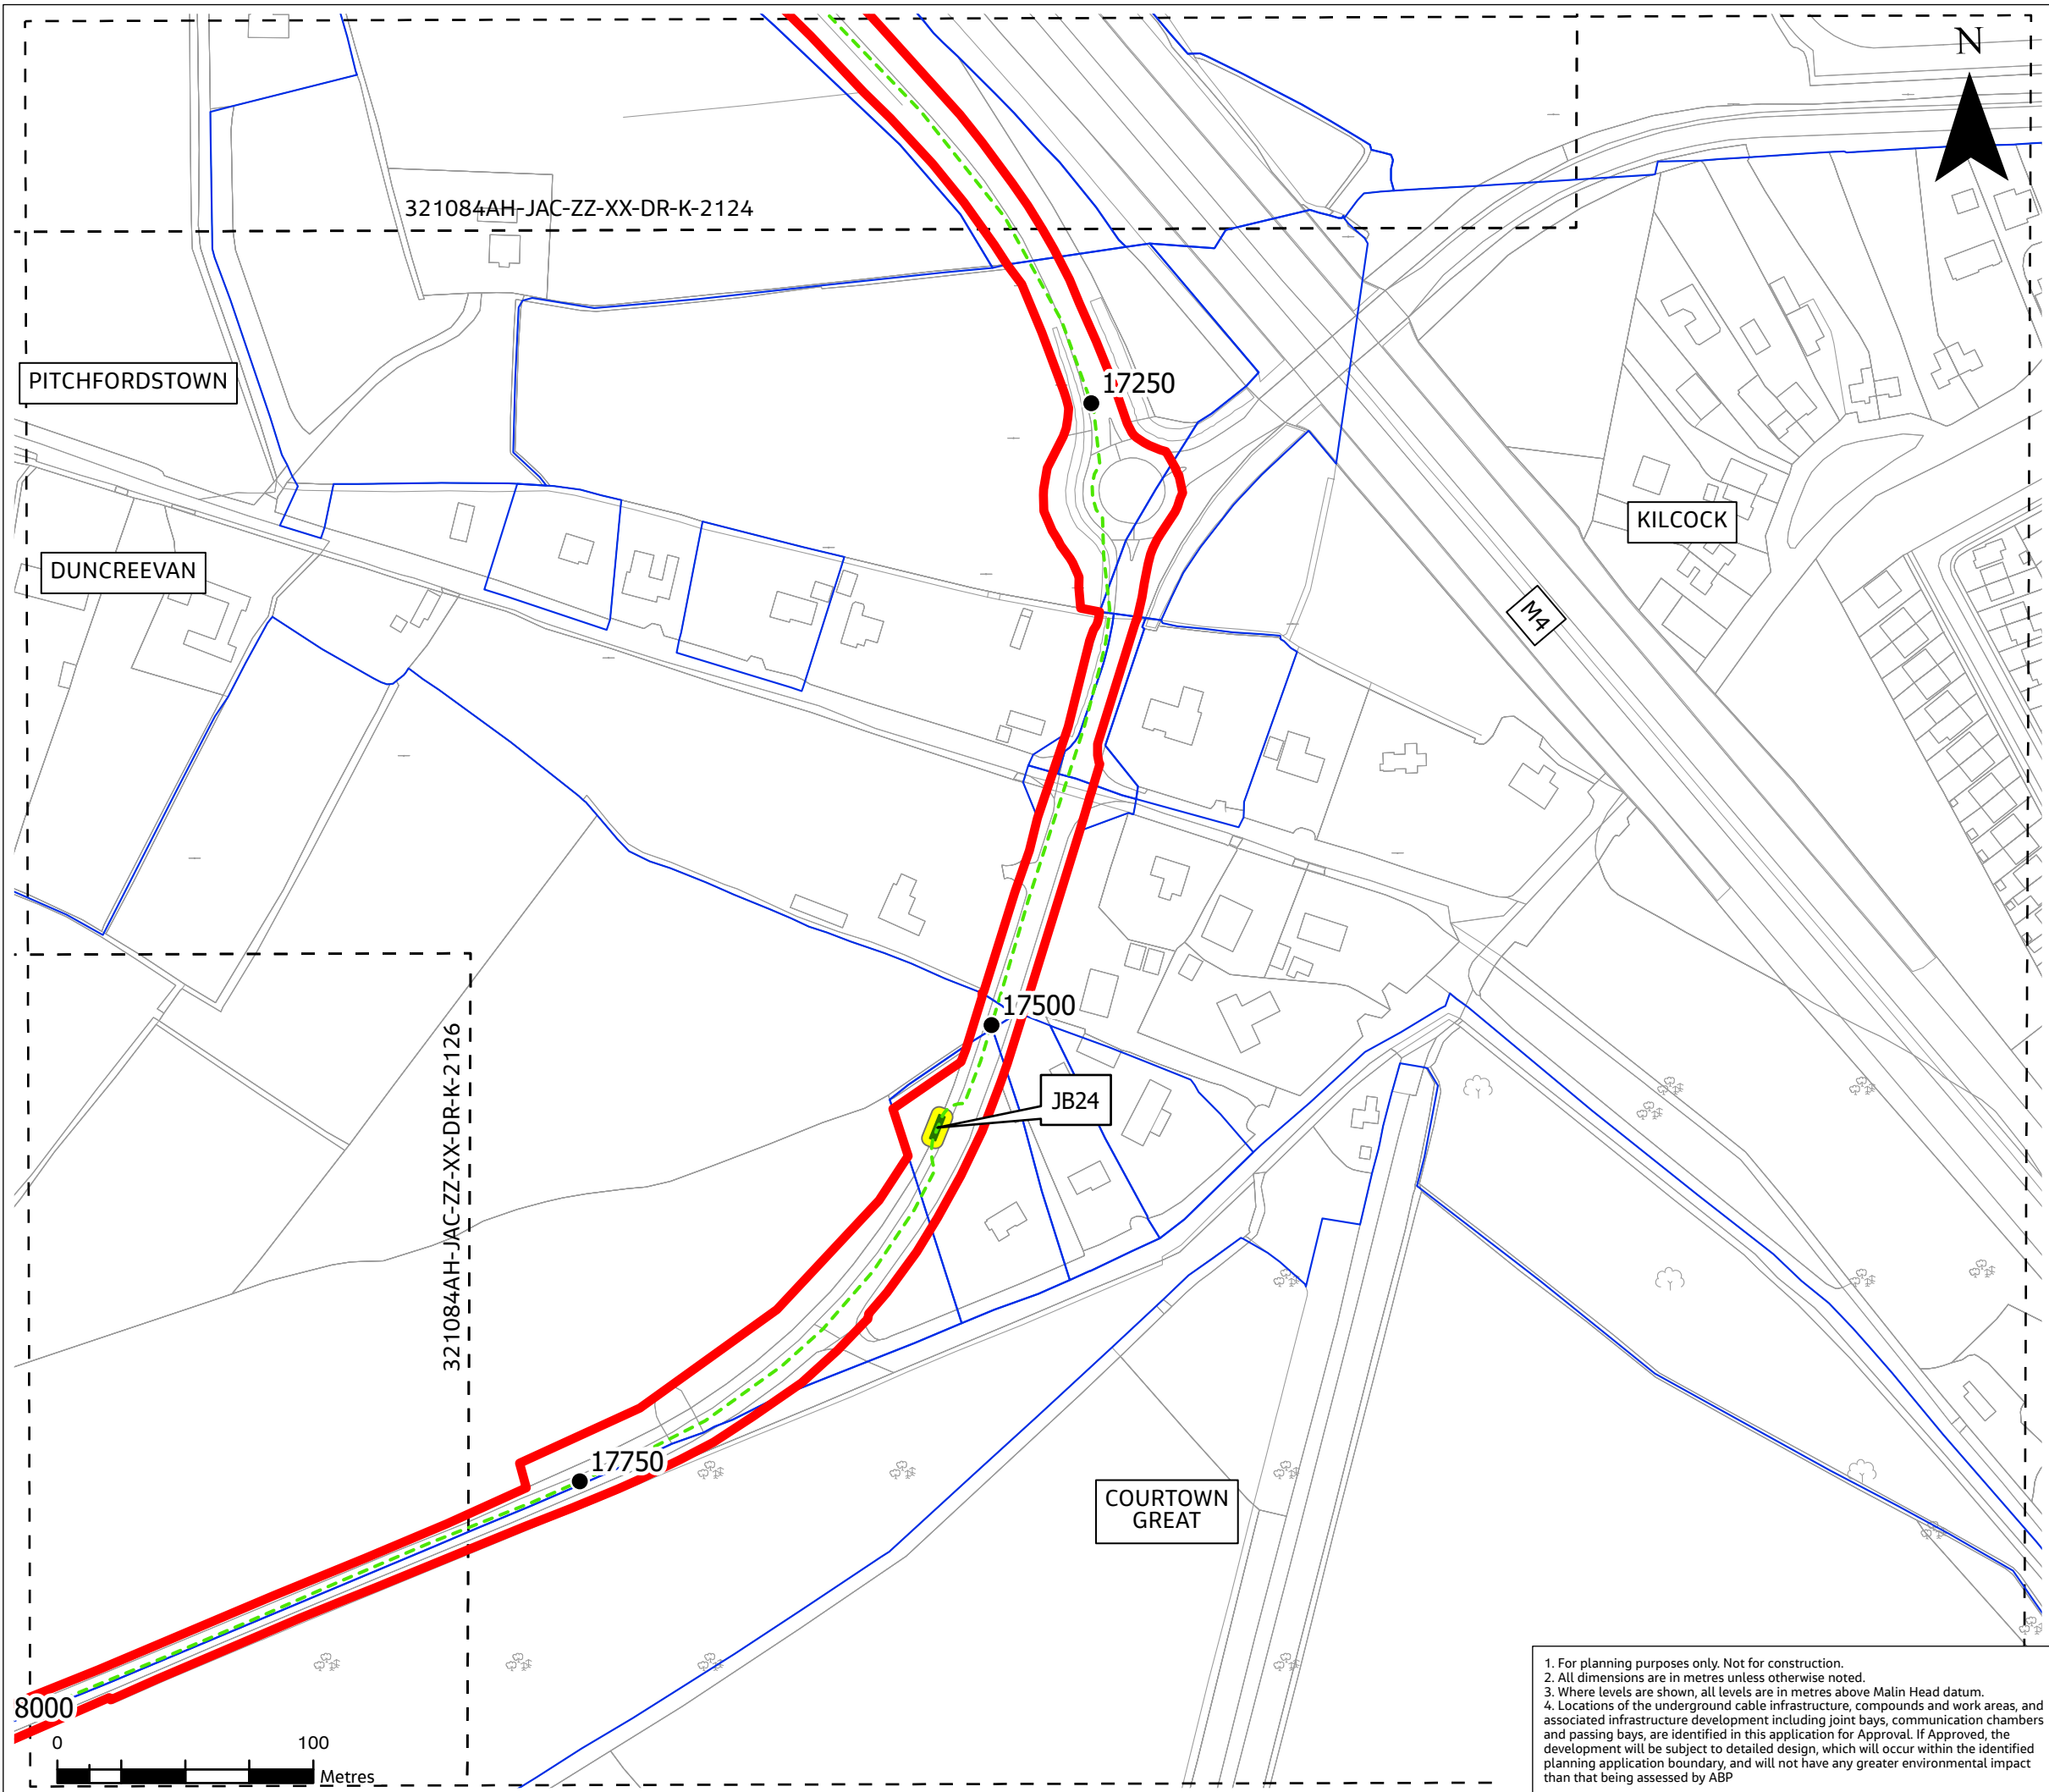 N
321084AH-JAC-ZZ-XX-DR-K-2124
17250
PITCHFORDSTOWN
KILCOCK
DUNCREEVAN
M4
17500
321084AH-JAC-ZZ-XX-DR-K-2126
JB24
17750
COURTOWN
GREAT
8000
0 100
Metres
1. For planning purposes only. Not for construction.
2. All dimensions are in metres unless otherwise noted.
3. Where levels are shown, all levels are in metres above Malin Head datum.
4. Locations of the underground cable infrastructure, compounds and work areas, and
associated infrastructure development including joint bays, communication chambers
and passing bays, are identified in this application for Approval. If Approved, the
development will be subject to detailed design, which will occur within the identified
planning application boundary, and will not have any greater environmental impact
than that being assessed by ABP